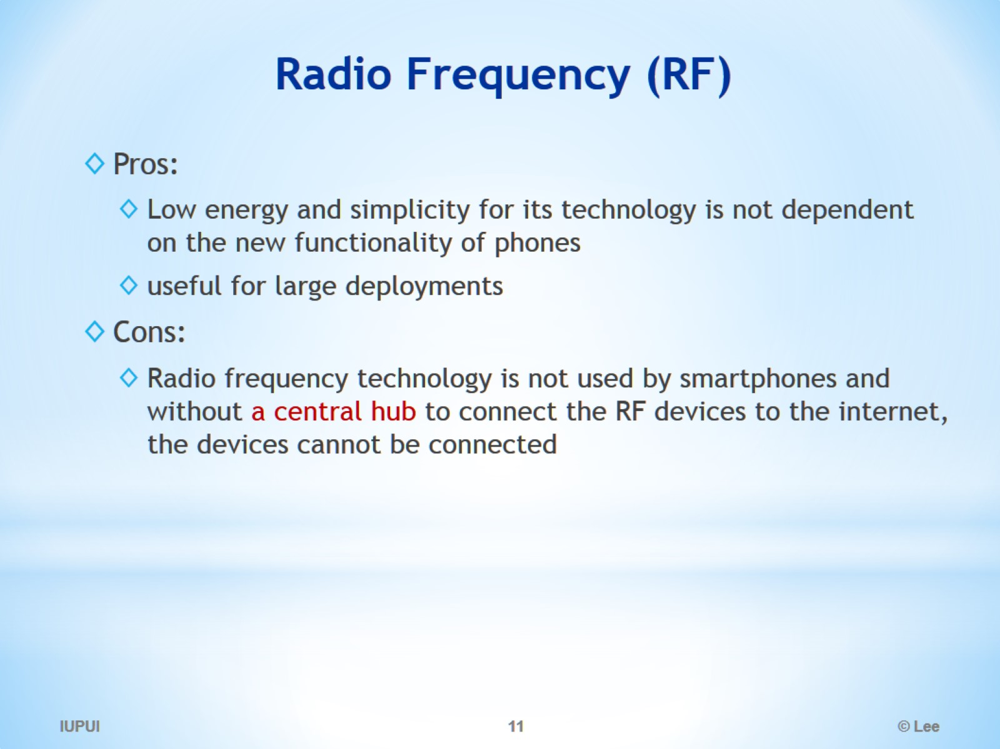 Radio Frequency (RF)
◇ Pros:
◇ Low energy and simplicity for its technology is not dependent
on the new functionality of phones
◇ useful for large deployments
◇ Cons:
◇ Radio frequency technology is not used by smartphones and
without a central hub to connect the RF devices to the internet,
the devices cannot be connected
IUPUI 11 © Lee